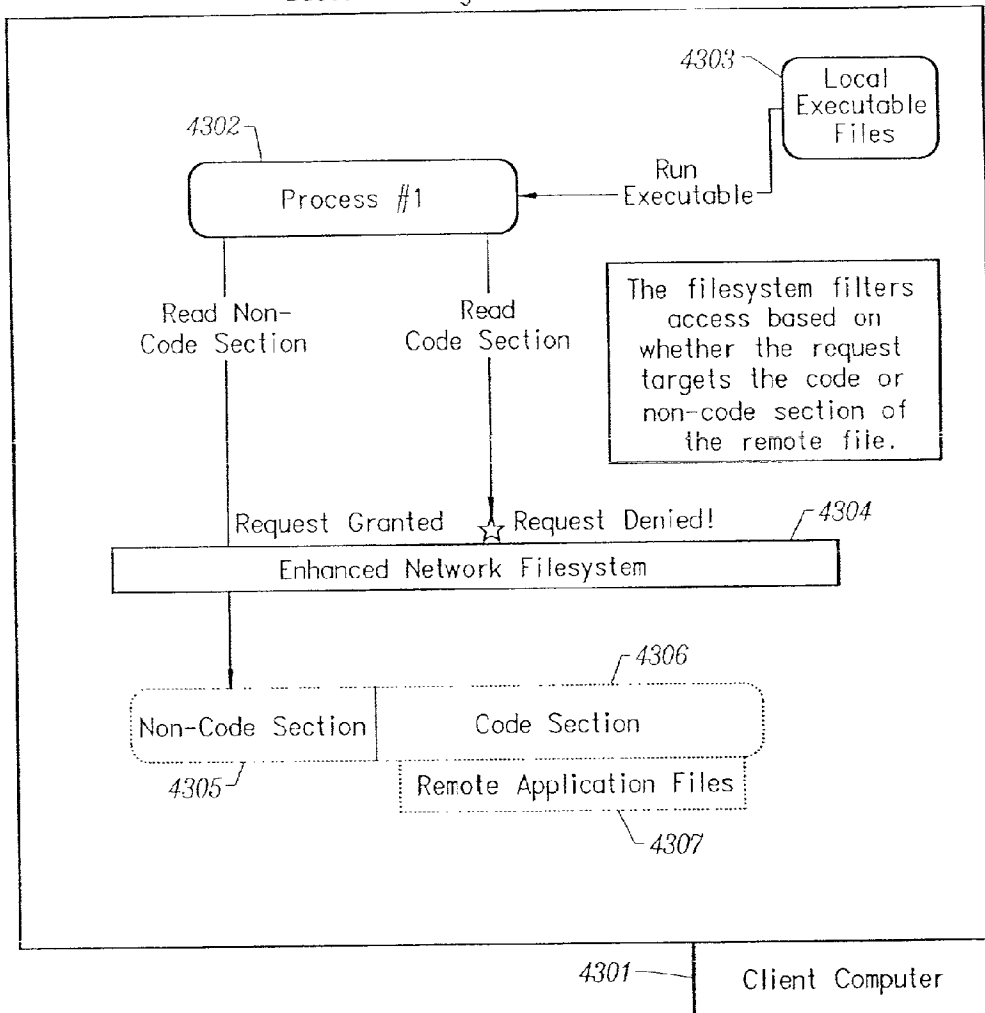 4303
Local
Executable
Files
4302
Process #1
Run
Executable
Read Non-
Code Section
Read
Code Section
The filesystem filters
access based on
whether the request
targets the code or
non-code section of
the remote file.
Request Granted
Request Denied!
4304
Enhanced Network Filesystem
4306
Non-Code Section
Code Section
4305
Remote Application Files
4307
4301
Client Computer